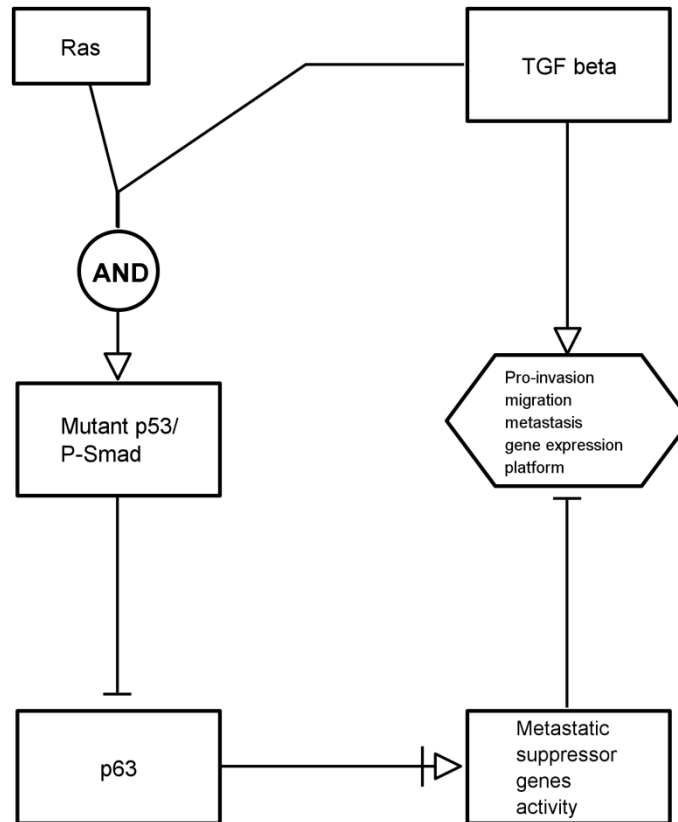 Ras
TGF beta
AND
Mutant p53/
P-Smad
Pro-invasion
migration
metastasis
gene expression
platform
p63
Metastatic
suppressor
genes
activity